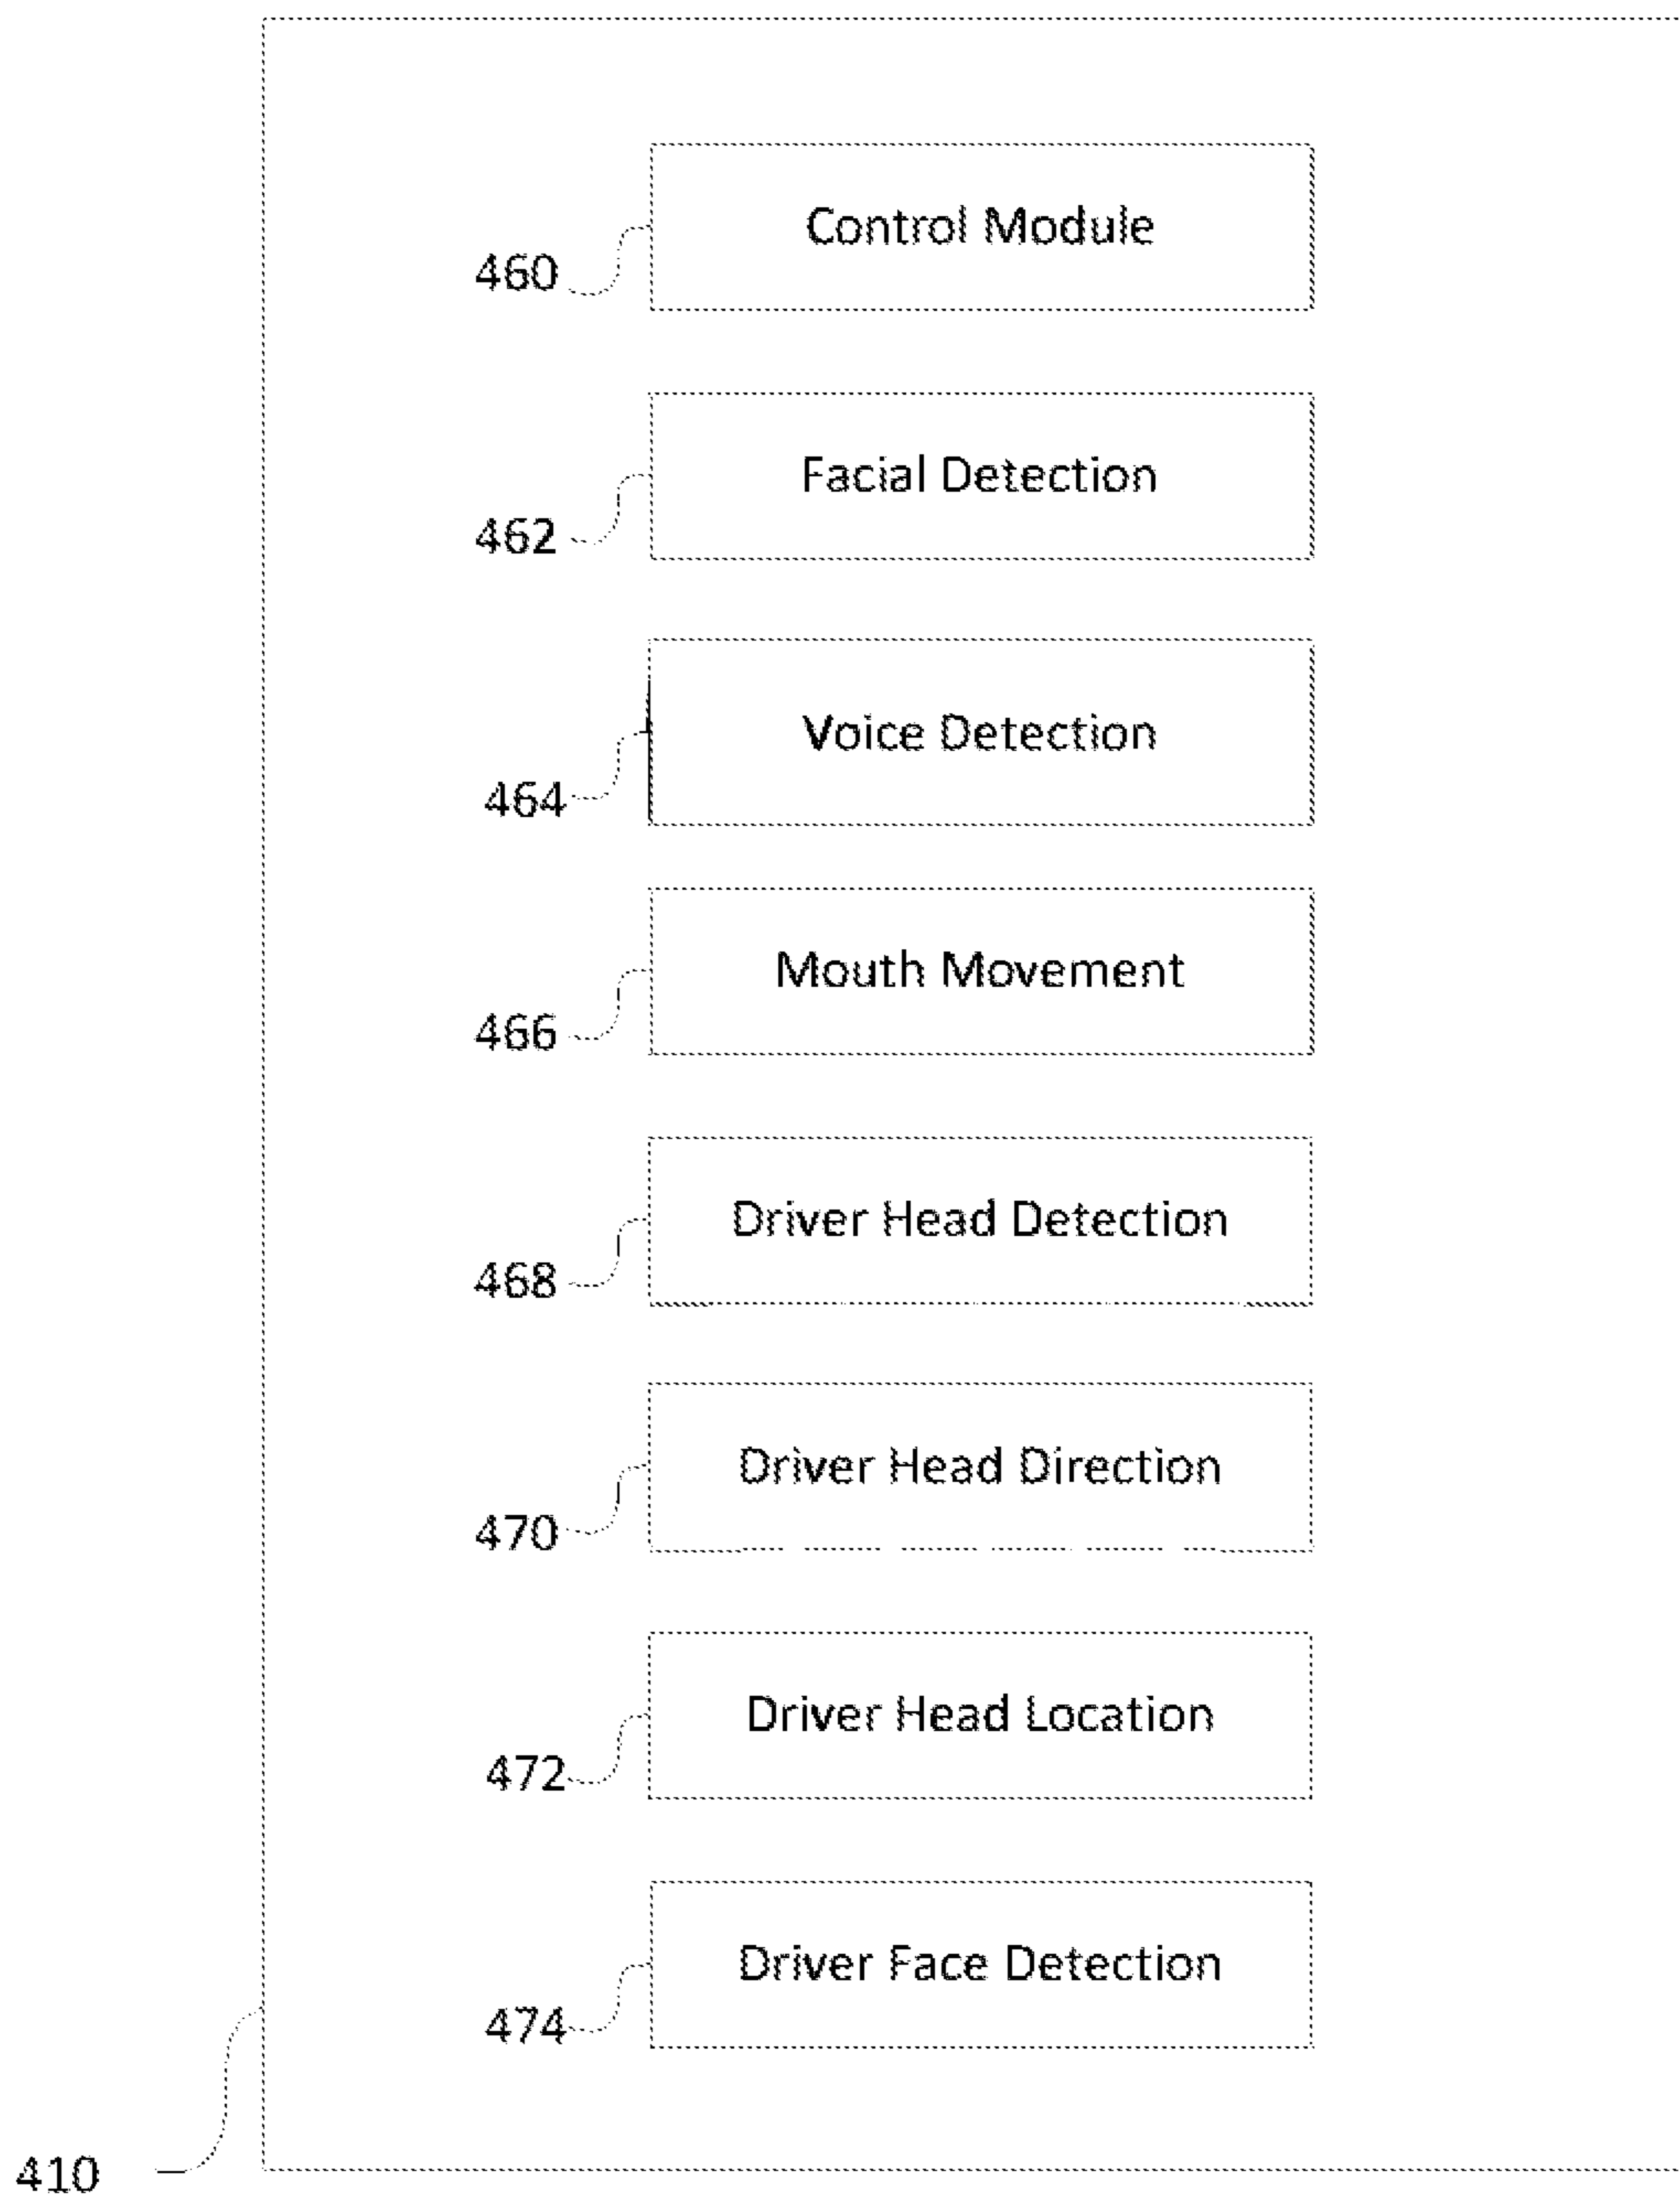 Control Module
460
Facial Detection
462
Voice Detection
464
Mouth Movement
466
Driver Head Detection
468
Driver Head Direction
470
Driver Head Location
472
Driver Face Detection
474
410